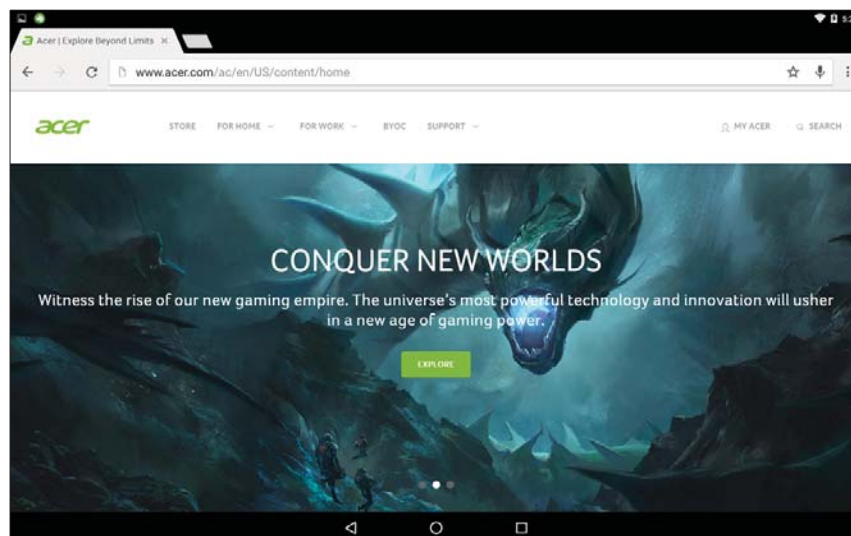 5:2
Acer | Explore Beyond Limits
www.acer.com/ac/en/US/content/home
acer
STORE FOR HOME FOR WORK BYOC SUPPORT MY ACER SEARCH
CONQUER NEW WORLDS
Witness the rise of our new gaming empire. The universe's most powerful technology and innovation will usher
in a new age of gaming power.
EXPLORE